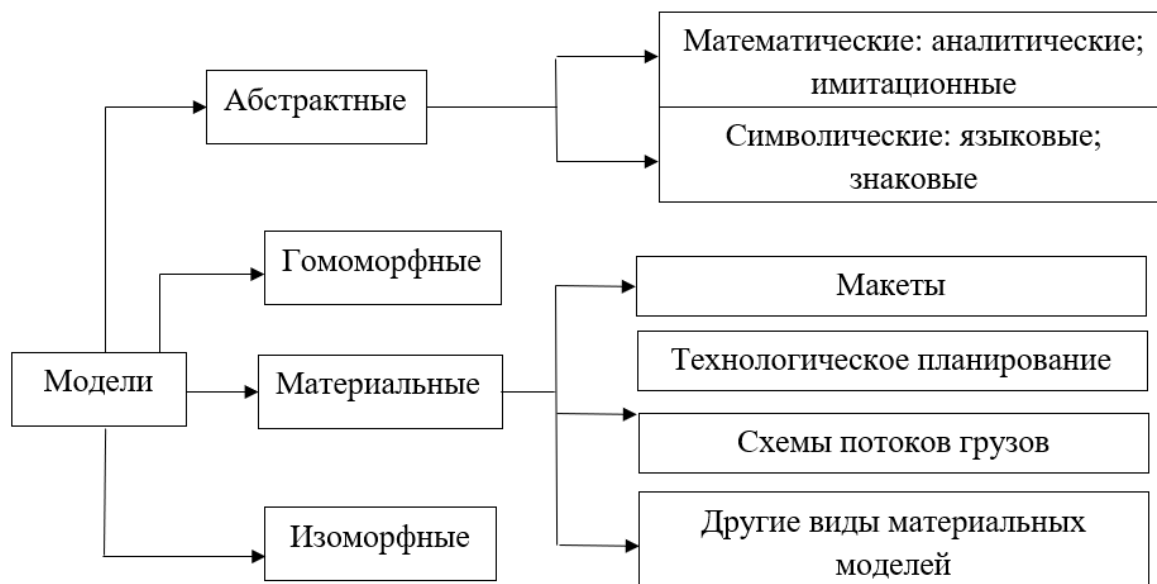 Математические: аналитические;
имитационные
Абстрактные
Символические: языковые;
знаковые
Гомоморфные
Макеты
Технологическое планирование
Модели
Материальные
Схемы потоков грузов
Изоморфные
Другие виды материальных
моделей